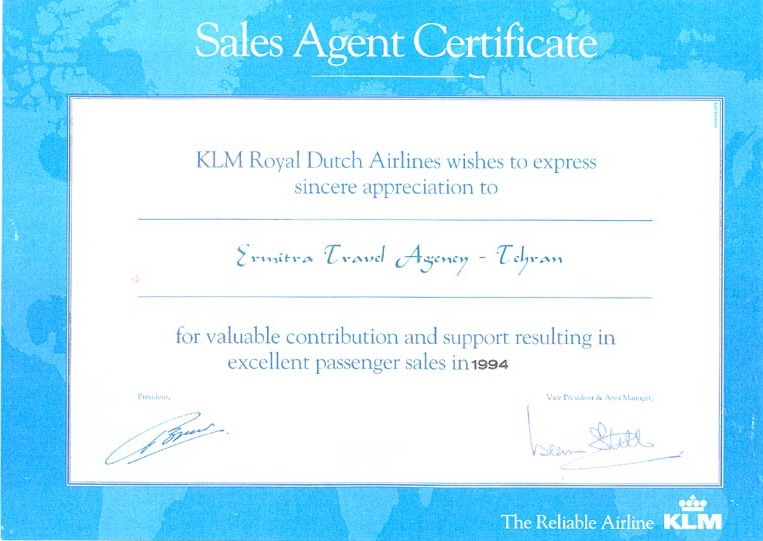 Sales Agent Certificate
KLM Royal Dutch Airlines wishes to express
sincere appreciation to
Ermitra Travel Agency - Tehran
for valuable contribution and support resulting in
excellent passenger sales in 1994
President,
Vice President & Area Manager,
The Reliable Airline KLM